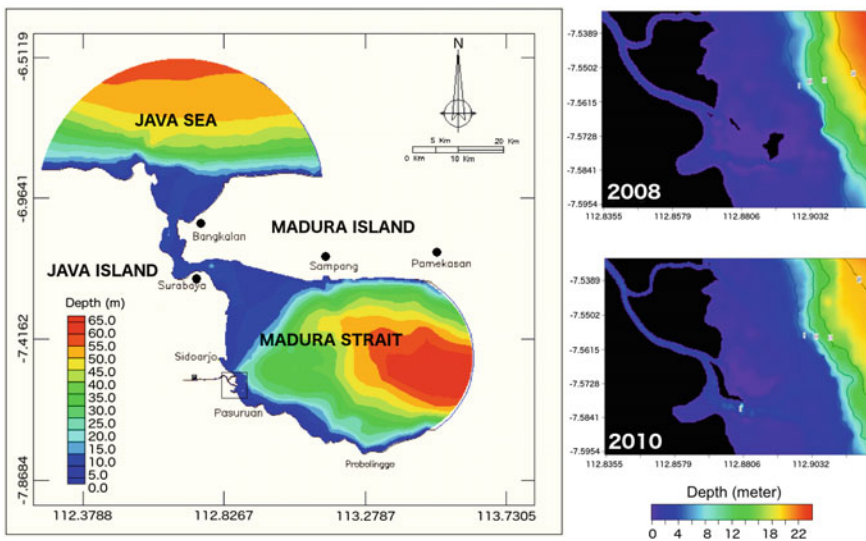 -6.5119
-6.9641
-7.4162
-7.8684
112.3788
112.8267
113.2787
113.7305
N
0 Km
5 Km
10 Km
20 Km
JAVA SEA
Bangkalan
MADURA ISLAND
JAVA ISLAND
Surabaya
Sampang
Pamekasan
Depth (m)
65.0
60.0
55.0
50.0
45.0
40.0
35.0
30.0
25.0
20.0
15.0
10.0
5.0
0.0
MADURA STRAIT
Sidoarjo
Pasuruan
Probolinggo
-7.5389
-7.5502
-7.5615
-7.5728
-7.5841
-7.5954
2008
112.8355
112.8579
112.8806
112.9032
-7.5389
-7.5502
-7.5615
-7.5728
-7.5841
-7.5954
2010
112.8355
112.8579
112.8806
112.9032
Depth (meter)
0 4 8 12 18 22